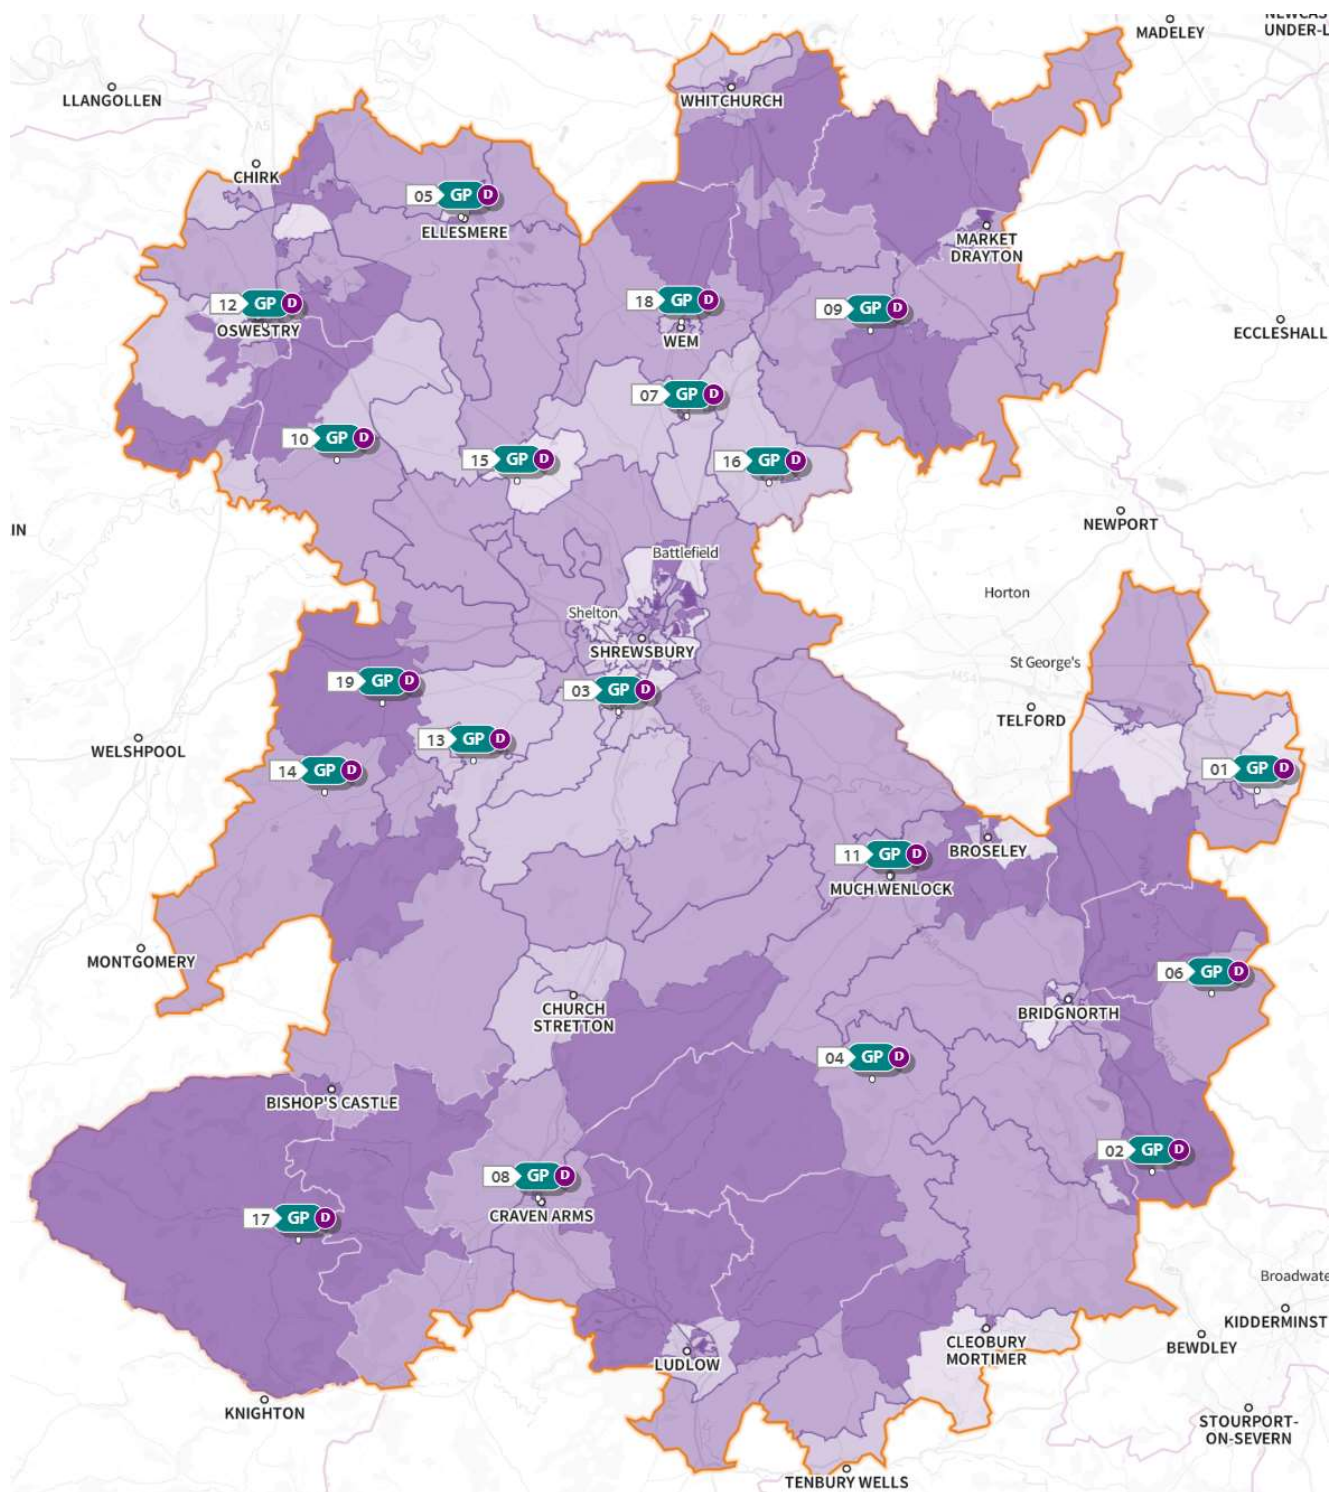 MADELEY
UNDER-L
LLANGOLLEN
A5
WHITCHURCH
CHIRK
05 GP D
ELLESMERE
MARKET
DRAYTON
12 GP D
OSWESTRY
18 GP D
WEM
09 GP D
ECCLESHALL
07 GP D
10 GP D
15 GP D
16 GP D
NEWPORT
IN
Battlefield
Horton
Shelton
SHREWSBURY
St George's
M54
19 GP D
03 GP D
TELFORD
WELSHPOOL
13 GP D
14 GP D
01 GP D
BROSELEY
11 GP D
MUCH WENLOCK
MONTGOMERY
06 GP D
CHURCH
STRETTON
BRIDGNORTH
04 GP D
BISHOP'S CASTLE
02 GP D
08 GP D
CRAVEN ARMS
17 GP D
Broadwate
KIDDERMINST
CLEOBURY
MORTIMER
BEWDLEY
LUDLOW
KNIGHTON
STOURPORT-
ON-SEVERN
TENBURY WELLS